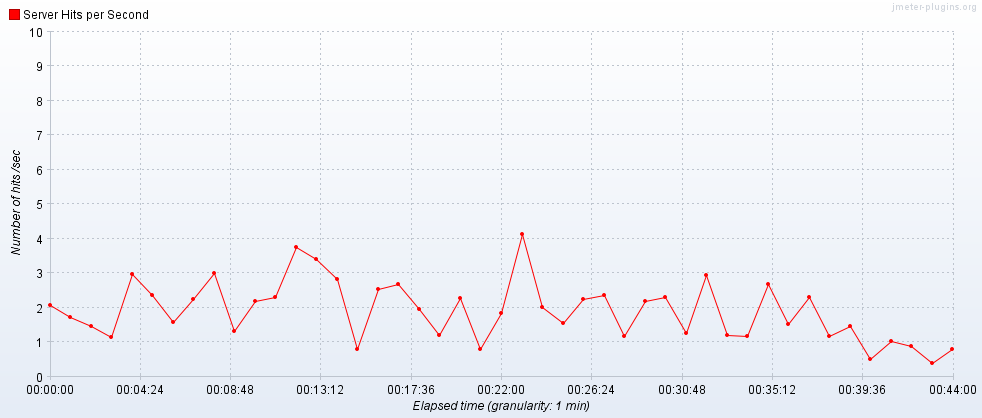 jmeter-plugins.org
Server Hits per Second
10
9
8
7
6
5
4
3
2
1
0
Number of hits /sec
00:00:00 00:04:24 00:08:48 00:13:12 00:17:36 00:22:00 00:26:24 00:30:48 00:35:12 00:39:36 00:44:00
Elapsed time (granularity: 1 min)